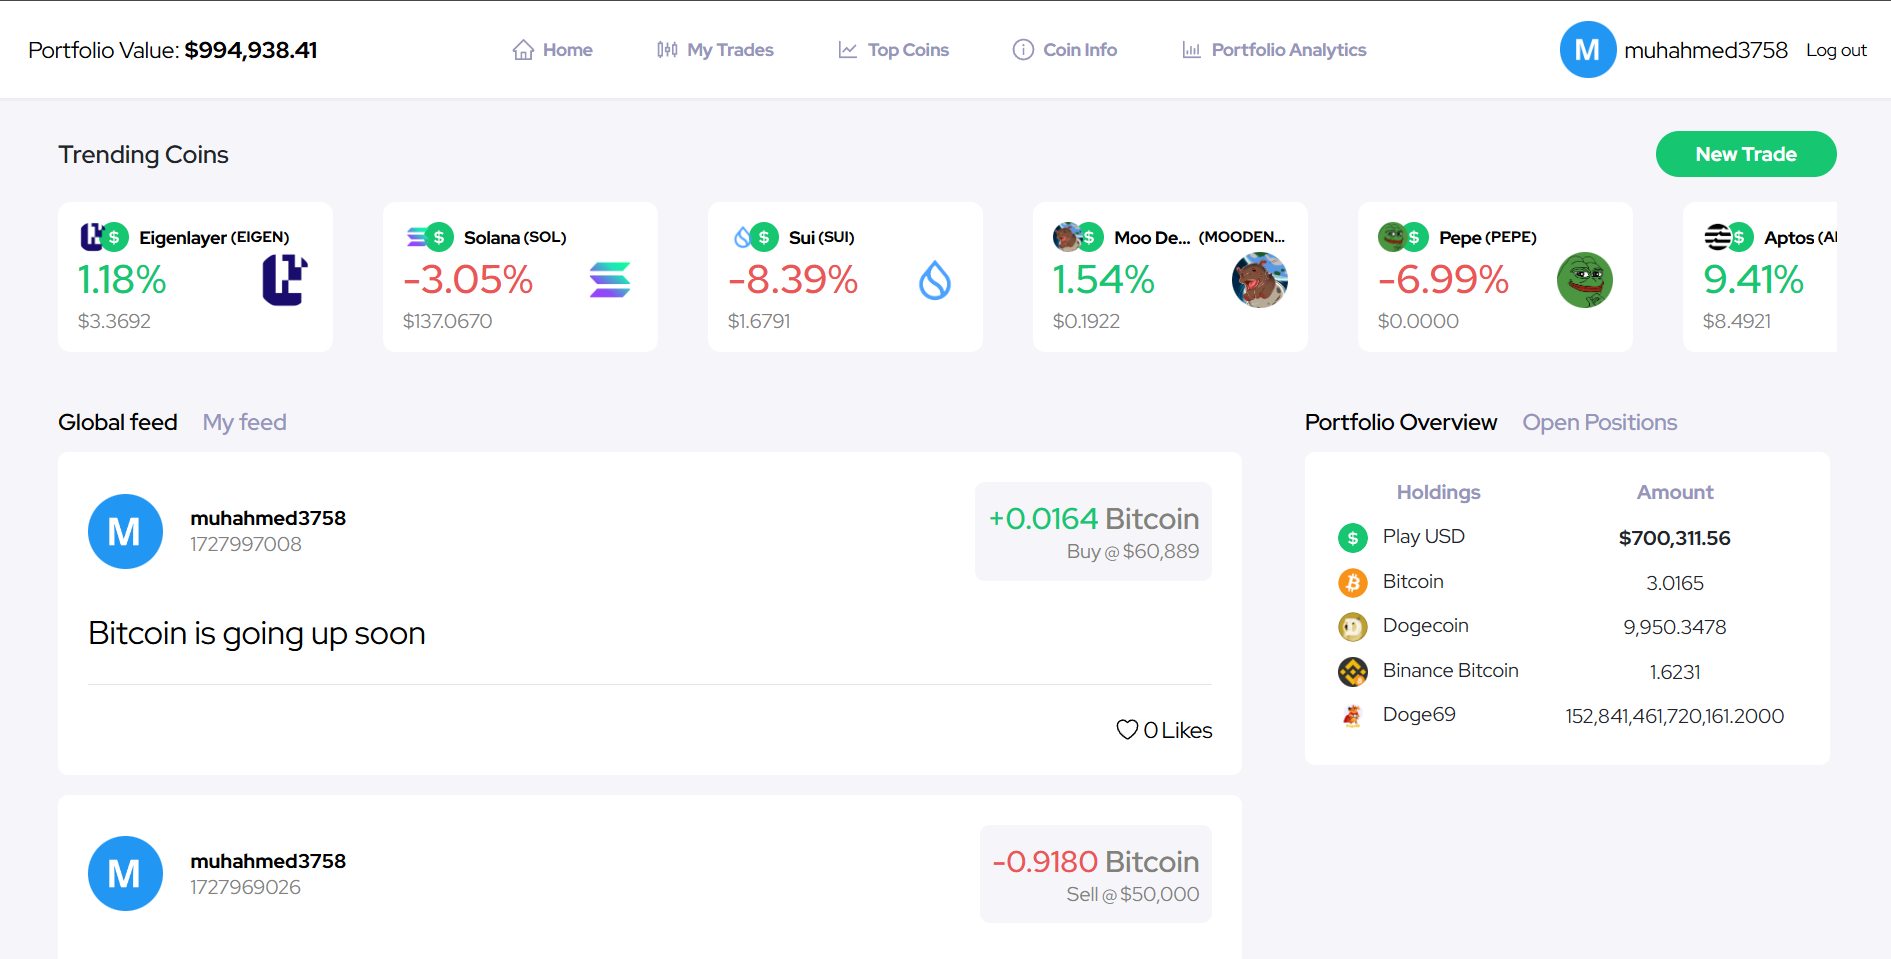 Portfolio Value: $994,938.41
Home
My Trades
Top Coins
Coin Info
Portfolio Analytics
M
muhahmed3758
Log out
Trending Coins
New Trade
$ Eigenlayer (EIGEN)
1.18%
$3.3692
$ Solana (SOL)
-3.05%
$137.0670
$ Sui (SUI)
-8.39%
$1.6791
$ Moo De... (MOODEN...
1.54%
$0.1922
$ Pepe (PEPE)
-6.99%
$0.0000
$ Aptos (A
9.41%
$8.4921
Global feed My feed
M
muhahmed3758
1727997008
+0.0164 Bitcoin
Buy @ $60,889
Bitcoin is going up soon
0 Likes
M
muhahmed3758
1727969026
-0.9180 Bitcoin
Sell @ $50,000
Portfolio Overview Open Positions
Holdings Amount
$ Play USD $700,311.56
Bitcoin 3.0165
Dogecoin 9,950.3478
Binance Bitcoin 1.6231
Doge69 152,841,461,720,161.2000